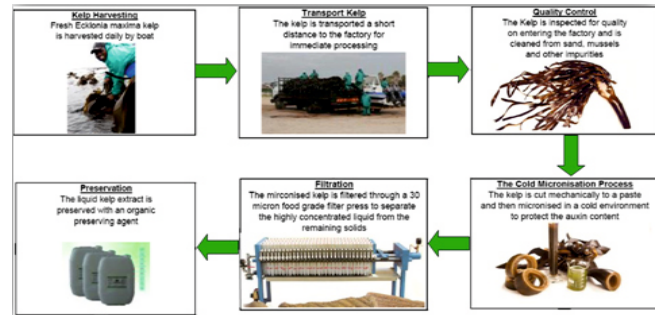 Kelp Harvesting
Fresh Ecklonia maxima kelp
is harvested daily by boat
Transport Kelp
The kelp is transported a short
distance to the factory for
immediate processing
Quality Control
The Kelp is inspected for quality
on entering the factory and is
cleaned from sand, mussels
and other impurities
The Cold Micronisation Process
The kelp is cut mechanically to a paste
and then micronised in a cold environment
to protect the auxin content
Filtration
The mirconised kelp is filtered through a 30
micron food grade filter press to separate
the highly concentrated liquid from the
remaining solids
Preservation
The liquid kelp extract is
preserved with an organic
preserving agent